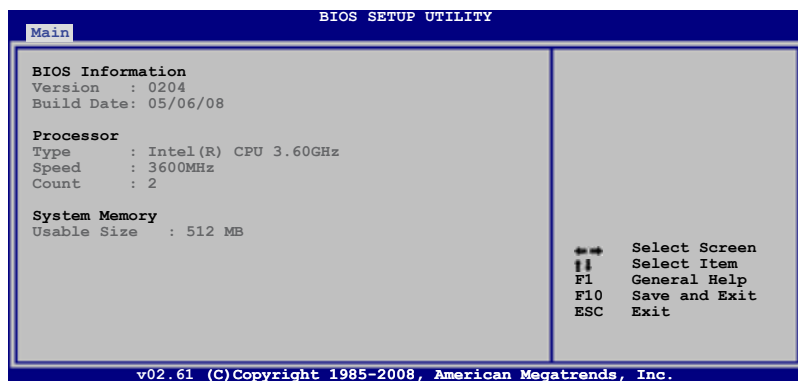 BIOS SETUP UTILITY
Main
BIOS Information
Version : 0204
Build Date: 05/06/08
Processor
Type : Intel(R) CPU 3.60GHz
Speed : 3600MHz
Count : 2
System Memory
Usable Size : 512 MB
←→ Select Screen
↑↓ Select Item
F1 General Help
F10 Save and Exit
ESC Exit
v02.61 (C)Copyright 1985-2008, American Megatrends, Inc.